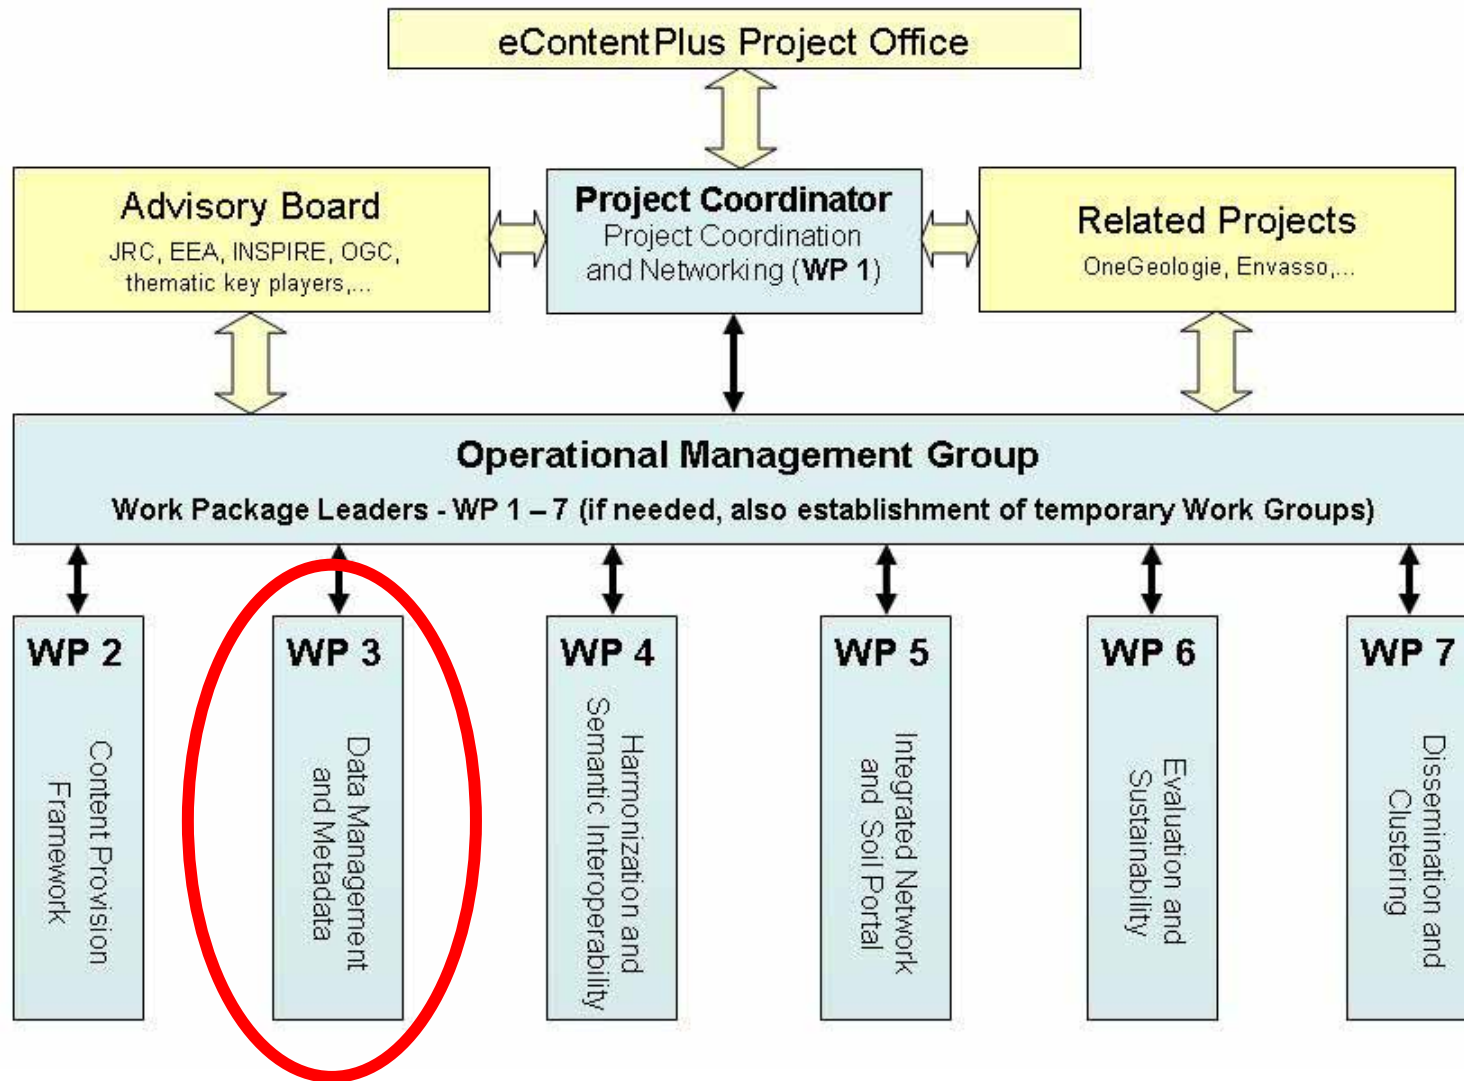 eContentPlus Project Office
Advisory Board
JRC, EEA, INSPIRE, OGC,
thematic key players,...
Project Coordinator
Project Coordination
and Networking (WP 1)
Related Projects
OneGeologie, Envasso,...
Operational Management Group
Work Package Leaders - WP 1 – 7 (if needed, also establishment of temporary Work Groups)
WP 2
Content Provision
Framework
WP 3
Data Management
and Metadata
WP 4
Harmonization and
Semantic Interoperability
WP 5
Integrated Network
and Soil Portal
WP 6
Evaluation and
Sustainability
WP 7
Dissemination and
Clustering